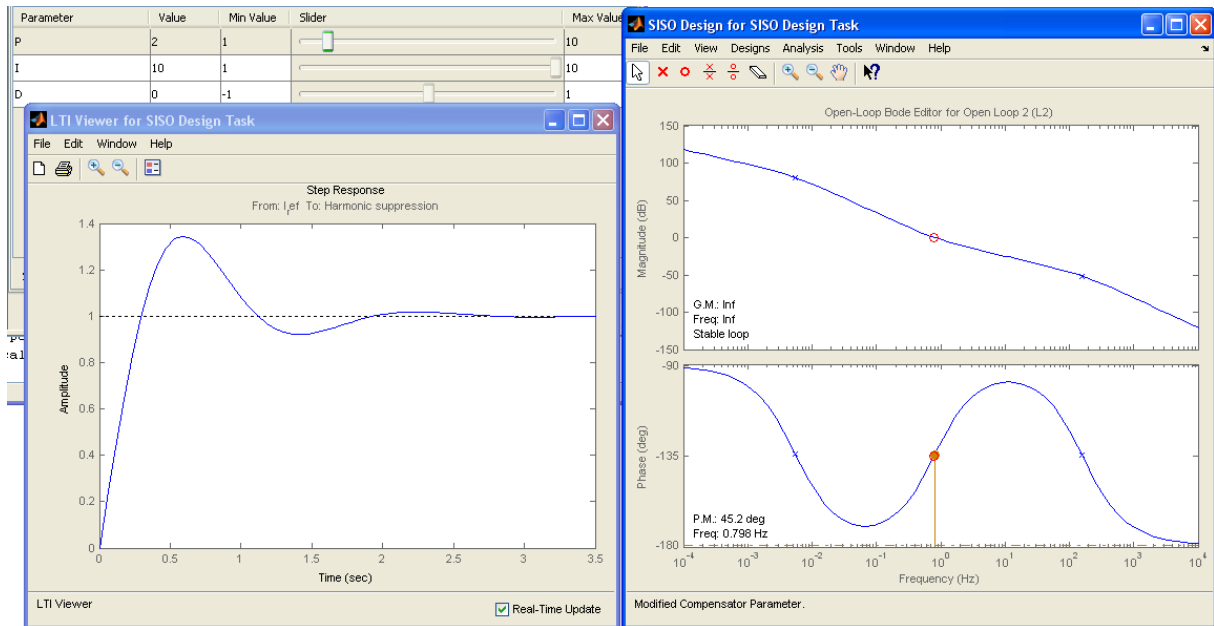 Parameter Value Min Value Slider Max Value
P 2 1 10
I 10 1 10
D 0 -1 1
LTI Viewer for SISO Design Task
File Edit Window Help
Step Response
From: I_ref To: Harmonic suppression
1.4
1.2
1
0.8
0.6
0.4
0.2
0
Amplitude
0 0.5 1 1.5 2 2.5 3 3.5
Time (sec)
LTI Viewer
Real-Time Update
SISO Design for SISO Design Task
File Edit View Designs Analysis Tools Window Help
Open-Loop Bode Editor for Open Loop 2 (L2)
150
100
50
0
-50
-100
-150
Magnitude (dB)
G.M.: Inf
Freq: Inf
Stable loop
-90
-135
-180
Phase (deg)
P.M.: 45.2 deg
Freq: 0.798 Hz
10^-4 10^-3 10^-2 10^-1 10^0 10^1 10^2 10^3 10^4
Frequency (Hz)
Modified Compensator Parameter.